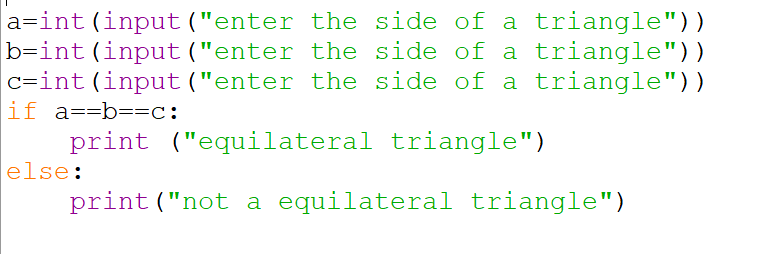 a=int(input("enter the side of a triangle"))
b=int(input("enter the side of a triangle"))
c=int(input("enter the side of a triangle"))
if a==b==c:
    print ("equilateral triangle")
else:
    print("not a equilateral triangle")